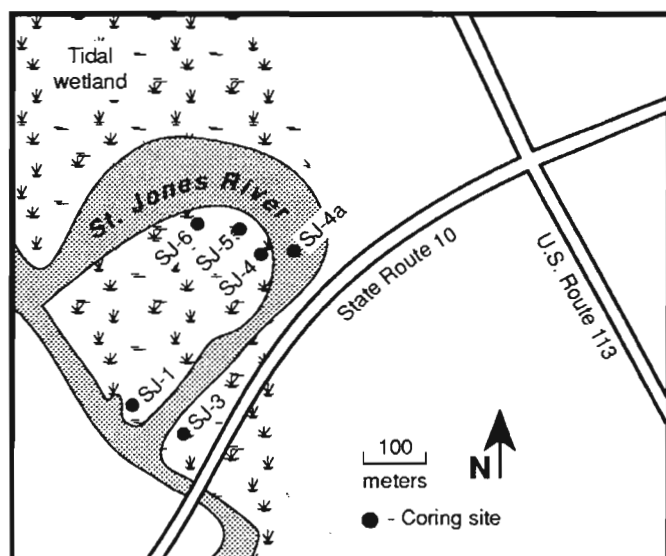 Tidal
wetland
St. Jones River
SJ-6
SJ-5
SJ-4
SJ-4a
State Route 10
U.S. Route 113
SJ-1
SJ-3
100
meters
N
- Coring site